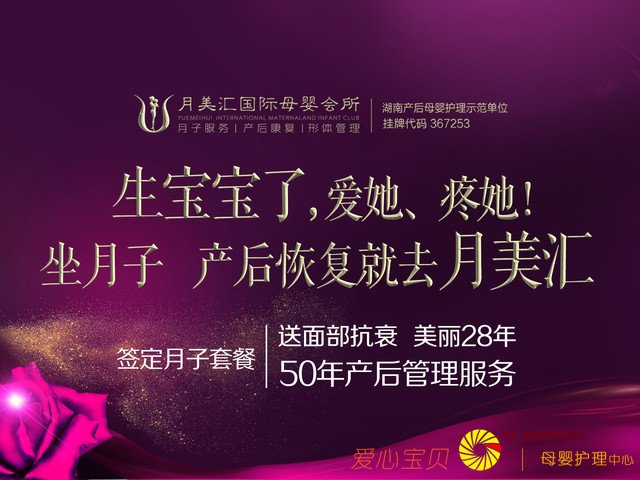 月美汇国际母婴会所
YUEMEIHUI INTERNATIONAL MATERNALAND INFANT CLUB
月子服务|产后康复|形体管理
湖南产后母婴护理示范单位
挂牌代码 367253
生宝宝了,爱她、疼她!
坐月子 产后恢复就去月美汇
签定月子套餐
送面部抗衰 美丽28年
50年产后管理服务
爱心宝贝
母婴护理中心